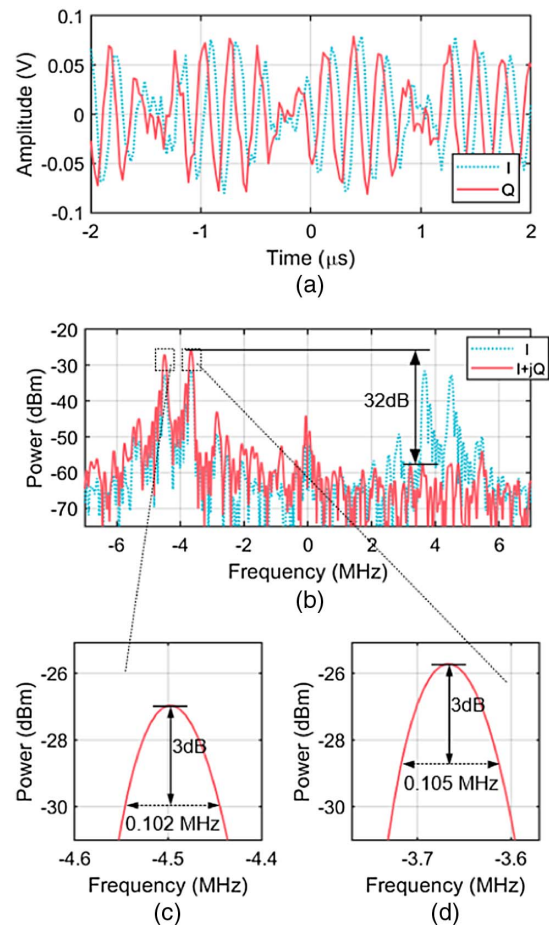 0.1
0.05
0
-0.05
-0.1
Amplitude (V)
I
Q
-2 -1 0 1 2
Time (μs)
(a)
-20
-30
-40
-50
-60
-70
Power (dBm)
I
I+jQ
32dB
-6 -4 -2 0 2 4 6
Frequency (MHz)
(b)
-26
-28
-30
Power (dBm)
3dB
0.102 MHz
-4.6 -4.5 -4.4
Frequency (MHz)
(c)
-26
-28
-30
Power (dBm)
3dB
0.105 MHz
-3.7 -3.6
Frequency (MHz)
(d)